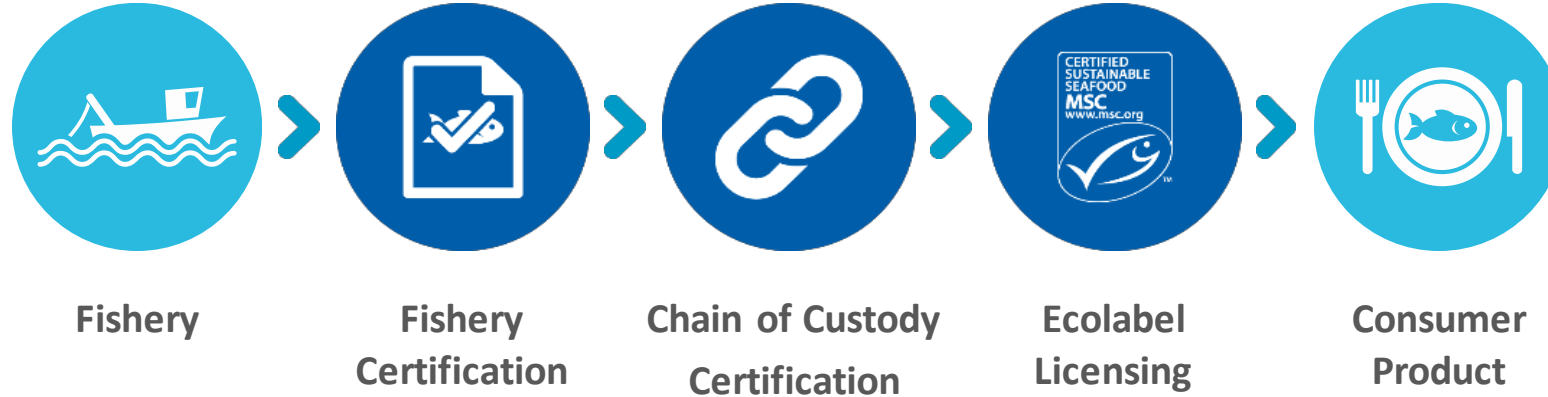 CERTIFIED
SUSTAINABLE
SEAFOOD
MSC
www.msc.org
TM
Fishery
Fishery
Certification
Chain of Custody
Certification
Ecolabel
Licensing
Consumer
Product